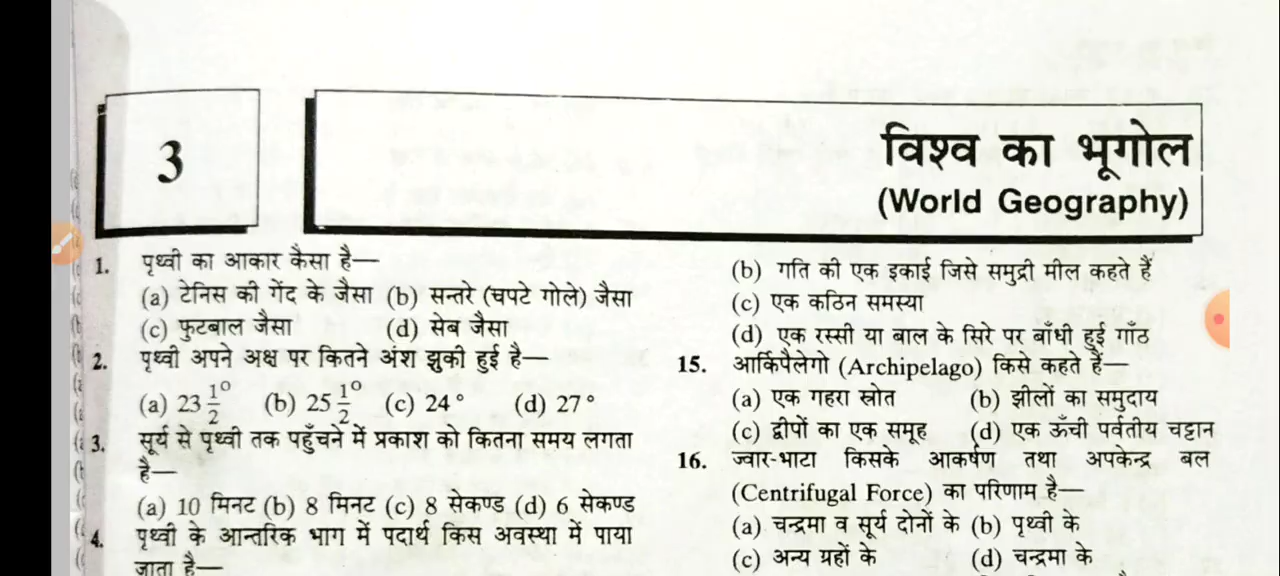 3
विश्व का भूगोल
(World Geography)
1. पृथ्वी का आकार कैसा है—
(a) टेनिस की गेंद के जैसा (b) सन्तरे (चपटे गोले) जैसा
(c) फुटबाल जैसा (d) सेब जैसा
2. पृथ्वी अपने अक्ष पर कितने अंश झुकी हुई है—
(a) 23 1/2° (b) 25 1/2° (c) 24° (d) 27°
3. सूर्य से पृथ्वी तक पहुँचने में प्रकाश को कितना समय लगता
है—
(a) 10 मिनट (b) 8 मिनट (c) 8 सेकण्ड (d) 6 सेकण्ड
4. पृथ्वी के आन्तरिक भाग में पदार्थ किस अवस्था में पाया
जाता है—
(b) गति की एक इकाई जिसे समुद्री मील कहते हैं
(c) एक कठिन समस्या
(d) एक रस्सी या बाल के सिरे पर बाँधी हुई गाँठ
15. आर्किपैलेगो (Archipelago) किसे कहते हैं—
(a) एक गहरा स्रोत (b) झीलों का समुदाय
(c) द्वीपों का एक समूह (d) एक ऊँची पर्वतीय चट्टान
16. ज्वार-भाटा किसके आकर्षण तथा अपकेन्द्र बल
(Centrifugal Force) का परिणाम है—
(a) चन्द्रमा व सूर्य दोनों के (b) पृथ्वी के
(c) अन्य ग्रहों के (d) चन्द्रमा के